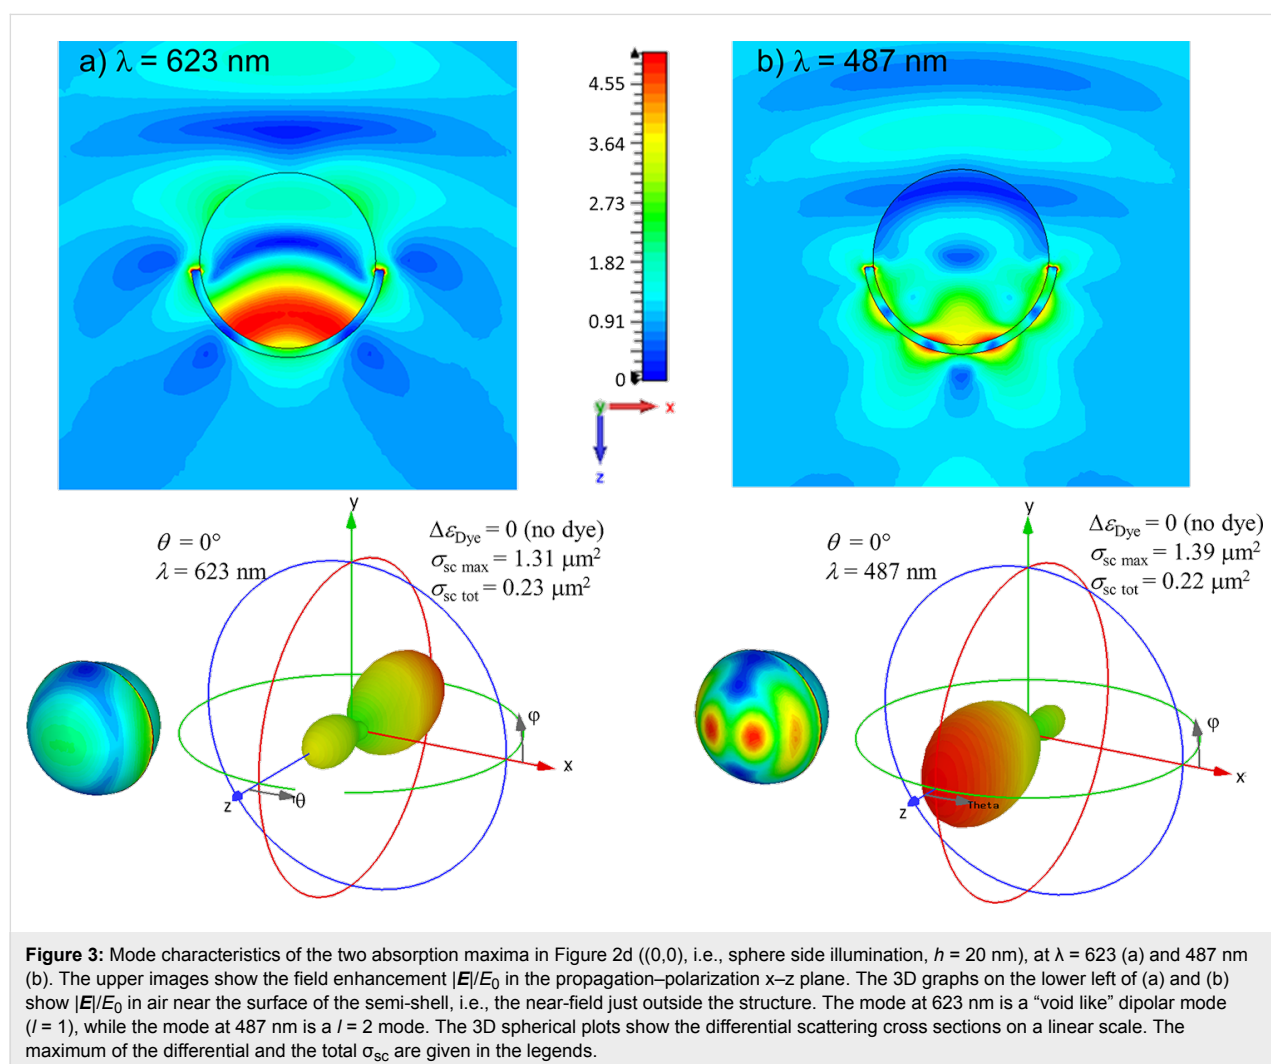 a) λ = 623 nm
b) λ = 487 nm
4.55
3.64
2.73
1.82
0.91
0
y
x
z
θ = 0°
λ = 623 nm
y
Δε_Dye = 0 (no dye)
σ_sc max = 1.31 μm²
σ_sc tot = 0.23 μm²
φ
x
z
θ
θ = 0°
λ = 487 nm
y
Δε_Dye = 0 (no dye)
σ_sc max = 1.39 μm²
σ_sc tot = 0.22 μm²
φ
x
z
Theta
Figure 3: Mode characteristics of the two absorption maxima in Figure 2d ((0,0), i.e., sphere side illumination, h = 20 nm), at λ = 623 (a) and 487 nm
(b). The upper images show the field enhancement |E|/E₀ in the propagation–polarization x–z plane. The 3D graphs on the lower left of (a) and (b)
show |E|/E₀ in air near the surface of the semi-shell, i.e., the near-field just outside the structure. The mode at 623 nm is a “void like” dipolar mode
(l = 1), while the mode at 487 nm is a l = 2 mode. The 3D spherical plots show the differential scattering cross sections on a linear scale. The
maximum of the differential and the total σ_sc are given in the legends.